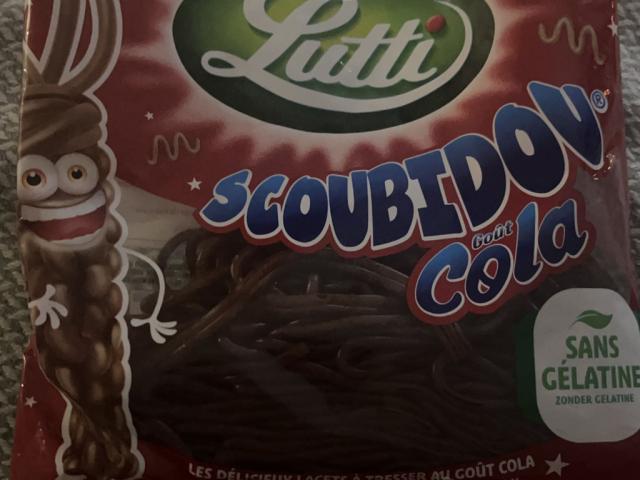 Lutti
SCOUBIDOU®
Goût
Cola
SANS
GÉLATINE
ZONDER GELATINE
LES DÉLICIEUX LACETS À TRESSER AU GOÛT COLA